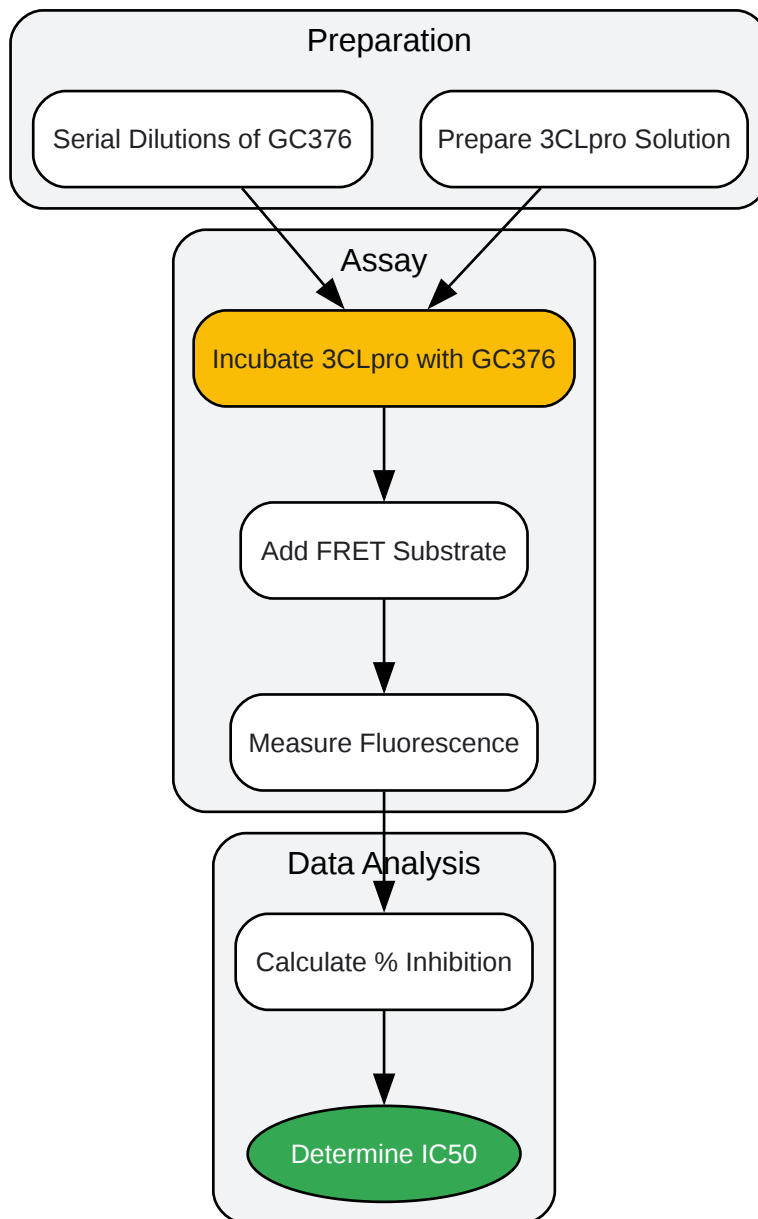 Preparation
Serial Dilutions of GC376
Prepare 3CLpro Solution
Assay
Incubate 3CLpro with GC376
Add FRET Substrate
Measure Fluorescence
Data Analysis
Calculate % Inhibition
Determine IC50